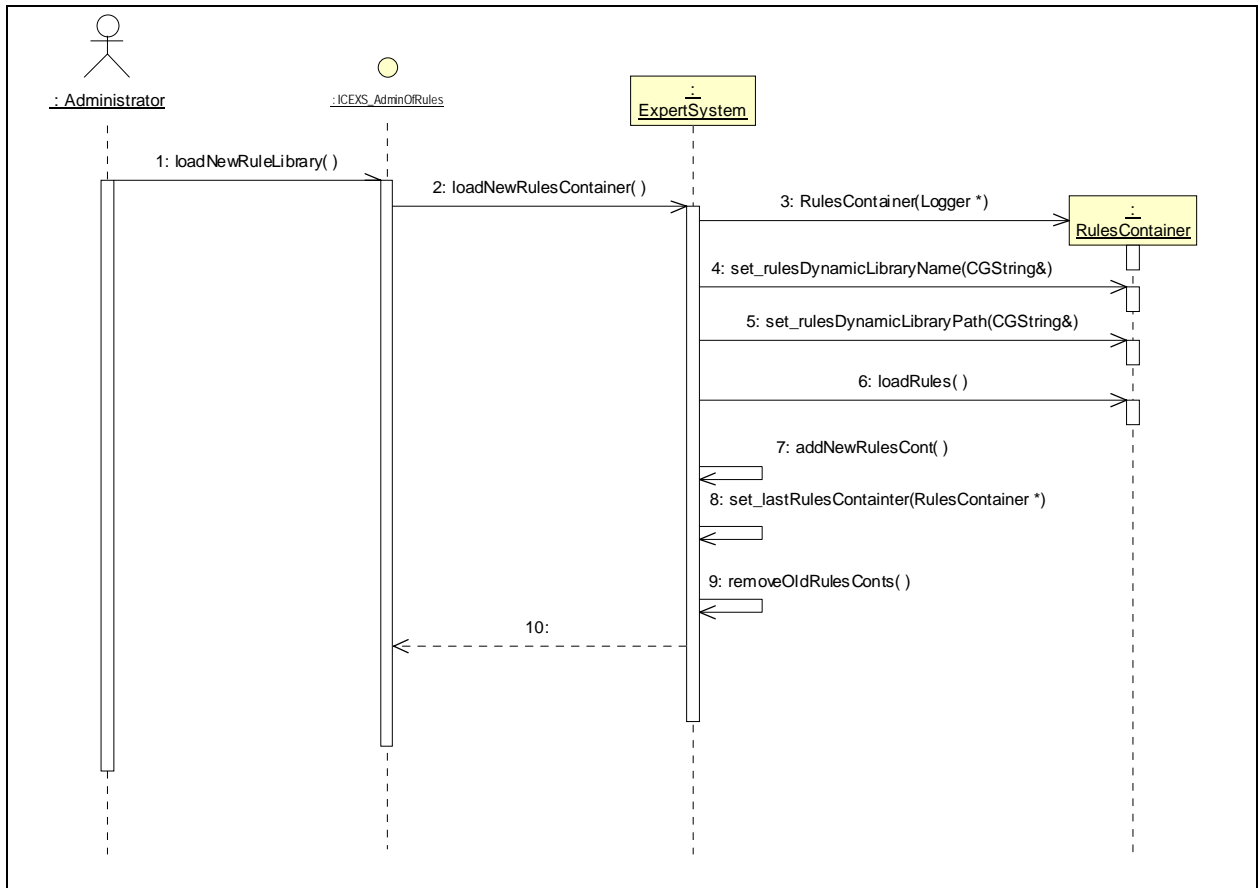 : Administrator
: ICEXS_AdminOfRules
:
ExpertSystem
1: loadNewRuleLibrary( )
2: loadNewRulesContainer( )
3: RulesContainer(Logger *)
:
RulesContainer
4: set_rulesDynamicLibraryName(CGString&)
5: set_rulesDynamicLibraryPath(CGString&)
6: loadRules( )
7: addNewRulesCont( )
8: set_lastRulesContainter(RulesContainer *)
9: removeOldRulesConts( )
10: